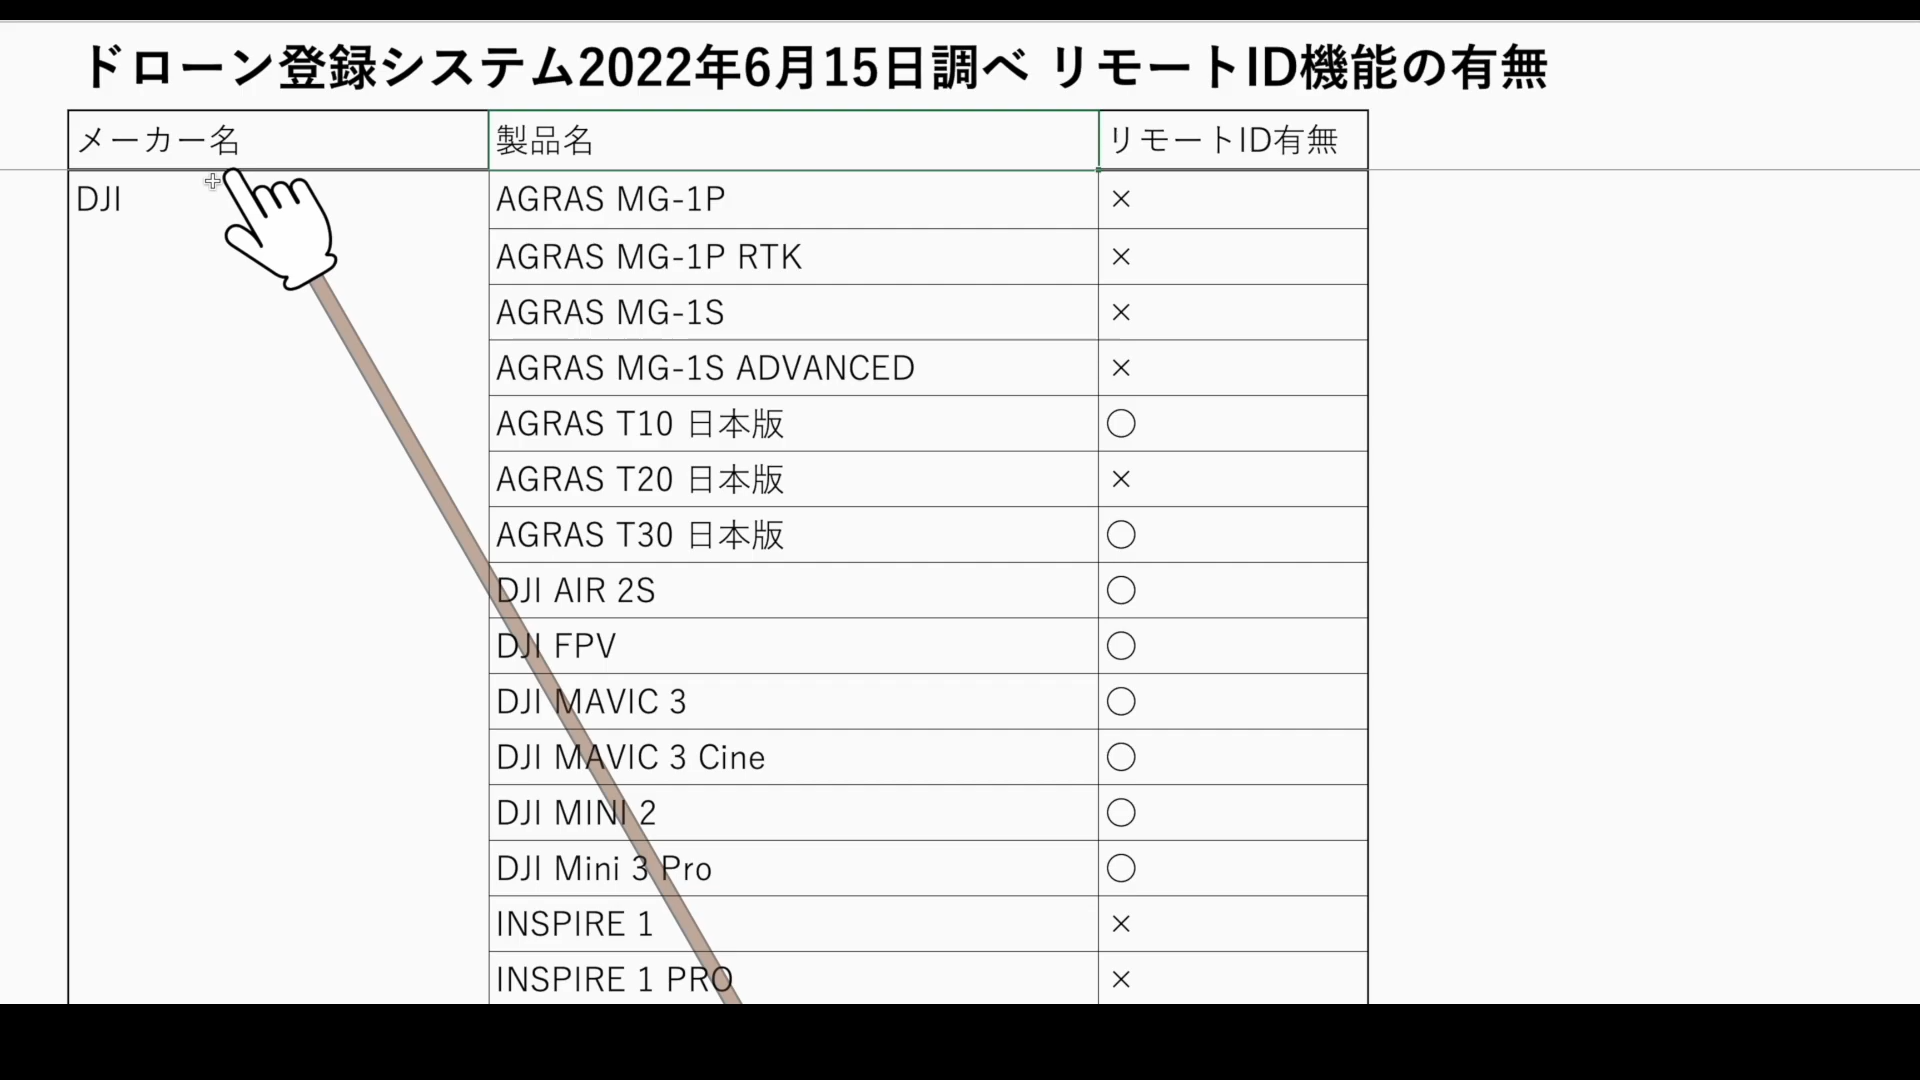 ドローン登録システム2022年6月15日調べ リモートID機能の有無
メーカー名 製品名 リモートID有無
DJI AGRAS MG-1P ×
AGRAS MG-1P RTK ×
AGRAS MG-1S ×
AGRAS MG-1S ADVANCED ×
AGRAS T10 日本版 〇
AGRAS T20 日本版 ×
AGRAS T30 日本版 〇
DJI AIR 2S 〇
DJI FPV 〇
DJI MAVIC 3 〇
DJI MAVIC 3 Cine 〇
DJI MINI 2 〇
DJI Mini 3 Pro 〇
INSPIRE 1 ×
INSPIRE 1 PRO ×